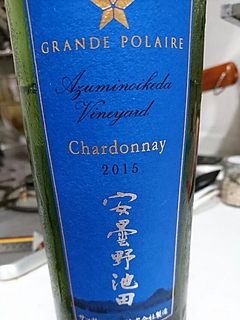 GRANDE POLAIRE
Azuminoikeda
Vineyard
Chardonnay
2015
安曇野池田